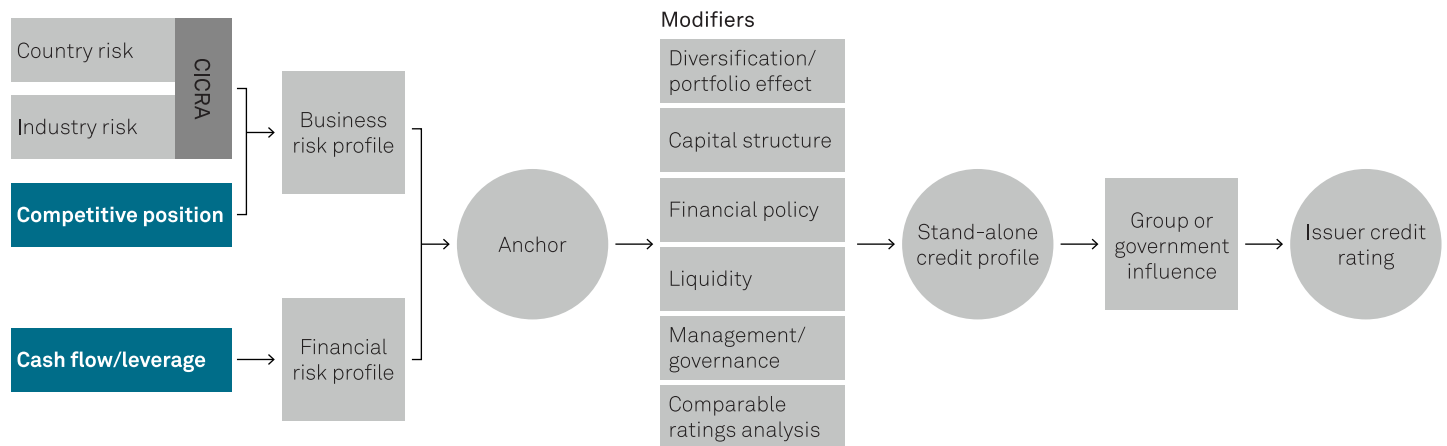 Country risk
Industry risk
CICRA
Competitive position
Cash flow/leverage
Business
risk profile
Financial
risk profile
Anchor
Modifiers
Diversification/
portfolio effect
Capital structure
Financial policy
Liquidity
Management/
governance
Comparable
ratings analysis
Stand-alone
credit profile
Group or
government
influence
Issuer credit
rating